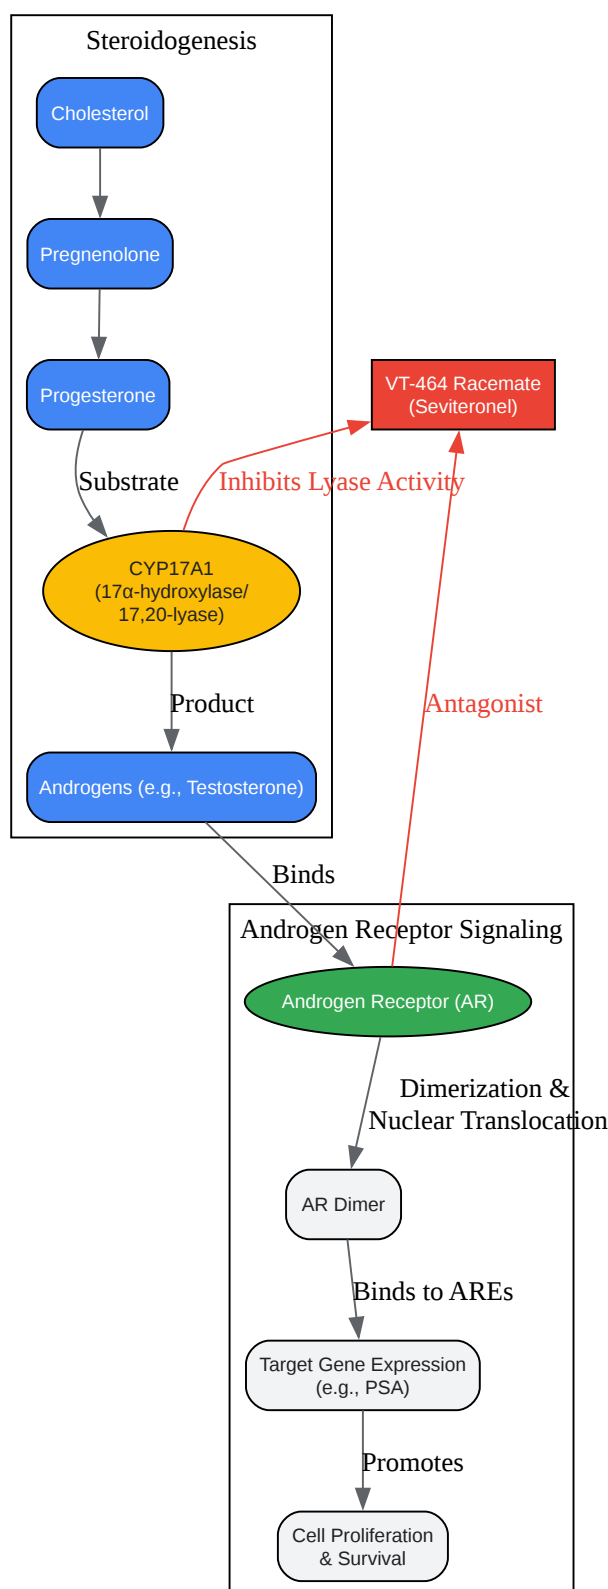 Steroidogenesis
Cholesterol
Pregnenolone
Progesterone
VT-464 Racemate
(Seviteronel)
Substrate
Inhibits Lyase Activity
CYP17A1
(17α-hydroxylase/
17,20-lyase)
Product
Antagonist
Androgens (e.g., Testosterone)
Binds
Androgen Receptor Signaling
Androgen Receptor (AR)
Dimerization &
Nuclear Translocation
AR Dimer
Binds to AREs
Target Gene Expression
(e.g., PSA)
Promotes
Cell Proliferation
& Survival